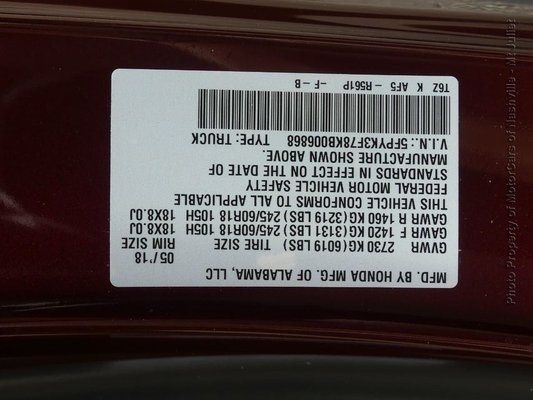 MFD. BY HONDA MFG. OF ALABAMA, LLC
05/'18
GVWR 2730 KG (6019 LBS) TIRE SIZE RIM SIZE
GAWR F 1420 KG (3131 LBS) 245/60R18 105H 18X8.0J
GAWR R 1460 KG (3219 LBS) 245/60R18 105H 18X8.0J
THIS VEHICLE CONFORMS TO ALL APPLICABLE
FEDERAL MOTOR VEHICLE SAFETY
STANDARDS IN EFFECT ON THE DATE OF
MANUFACTURE SHOWN ABOVE.
V.I.N.: 5FPYK3F78KB006868 TYPE: TRUCK
-F-B
T6Z K AF5 - R561P
Photo Property of MotorCars of Nashville - Mt Juliet